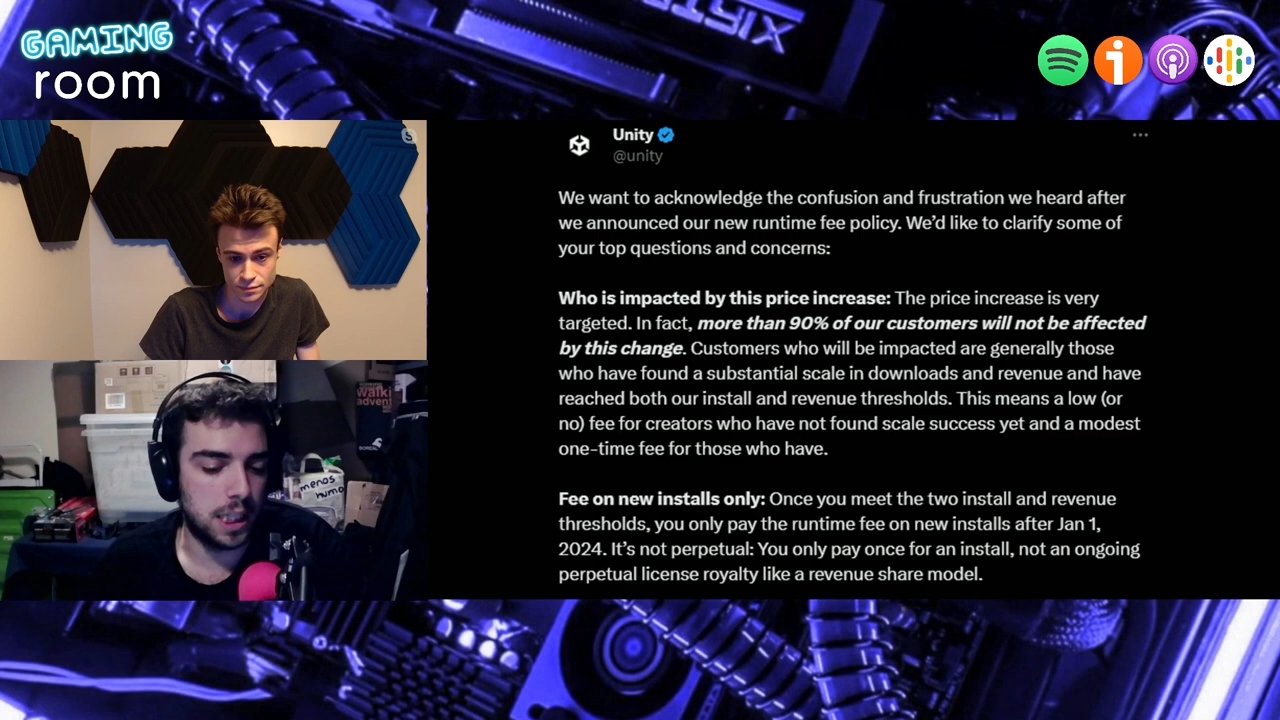 GAMING
room
Unity
@unity
We want to acknowledge the confusion and frustration we heard after
we announced our new runtime fee policy. We'd like to clarify some of
your top questions and concerns:
Who is impacted by this price increase: The price increase is very
targeted. In fact, more than 90% of our customers will not be affected
by this change. Customers who will be impacted are generally those
who have found a substantial scale in downloads and revenue and have
reached both our install and revenue thresholds. This means a low (or
no) fee for creators who have not found scale success yet and a modest
one-time fee for those who have.
Fee on new installs only: Once you meet the two install and revenue
thresholds, you only pay the runtime fee on new installs after Jan 1,
2024. It's not perpetual: You only pay once for an install, not an ongoing
perpetual license royalty like a revenue share model.
S
walki
advent
menos
humo